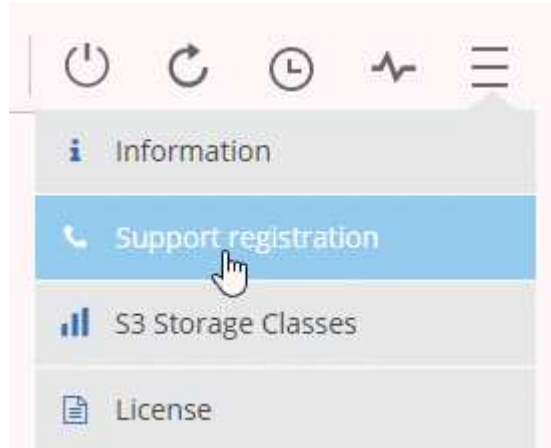 Information
Support registration
S3 Storage Classes
License